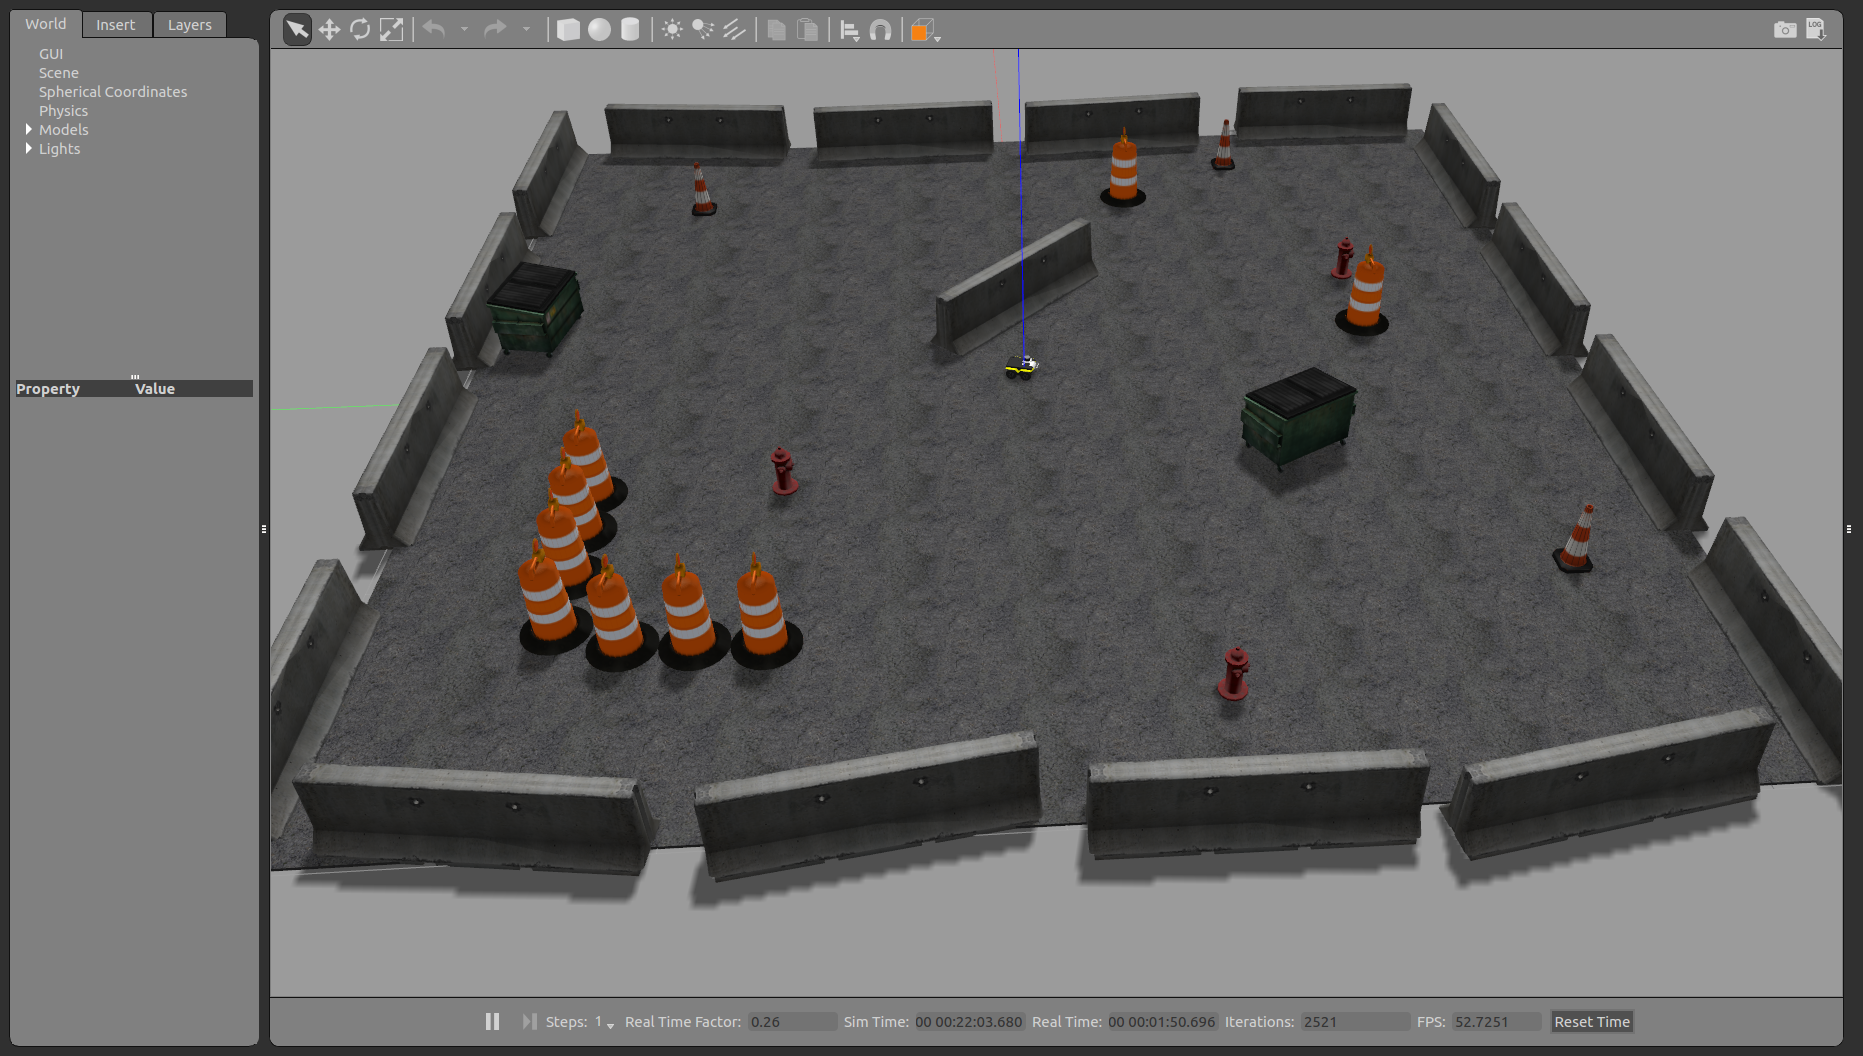 World Insert Layers
GUI
Scene
Spherical Coordinates
Physics
Models
Lights
Property Value
LOG
Steps: 1 Real Time Factor: 0.26 Sim Time: 00 00:22:03.680 Real Time: 00 00:01:50.696 Iterations: 2521 FPS: 52.7251 Reset Time